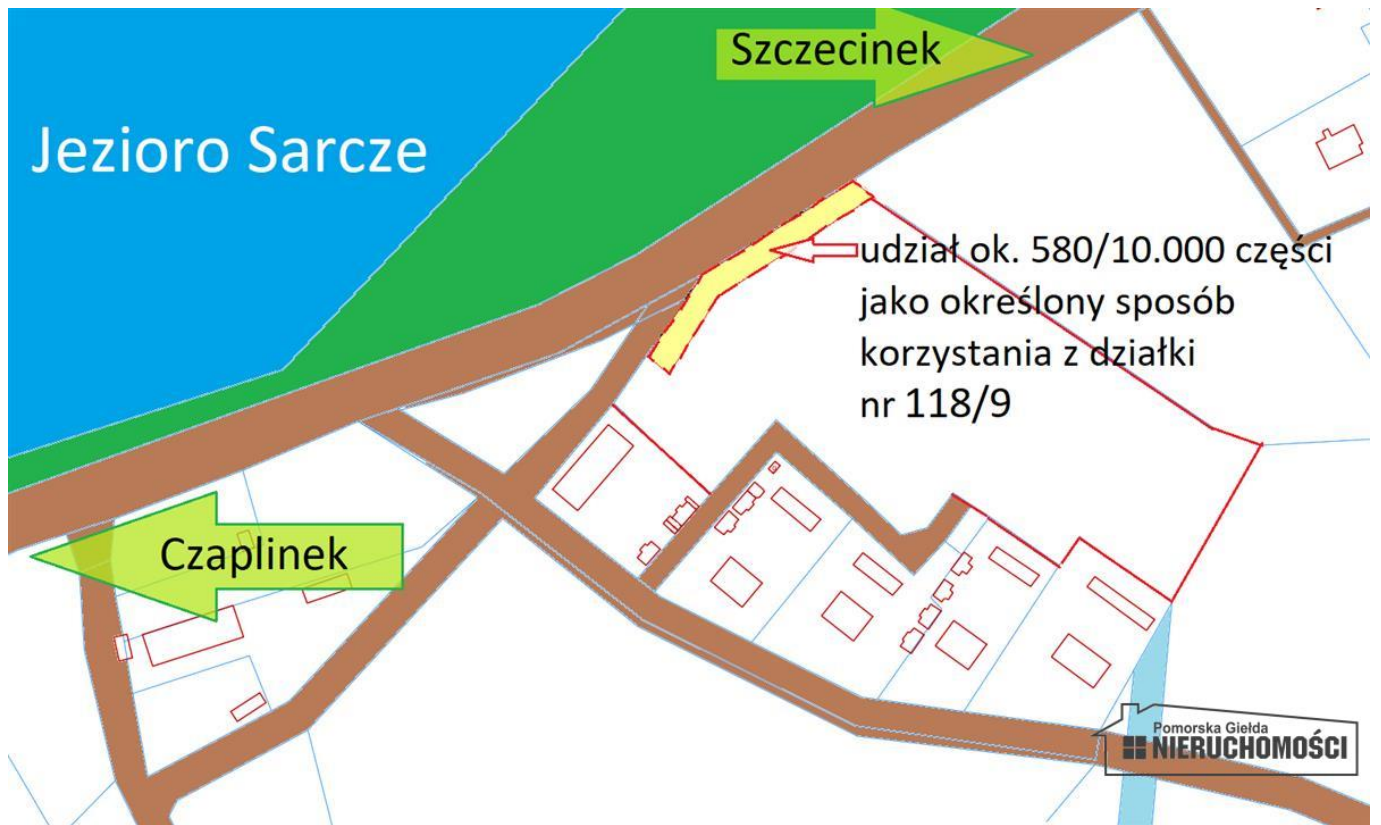 Szczecinek
Jezioro Sarcze
udział ok. 580/10.000 części
jako określony sposób
korzystania z działki
nr 118/9
Czaplinek
Pomorska Giełda
NIERUCHOMOŚCI